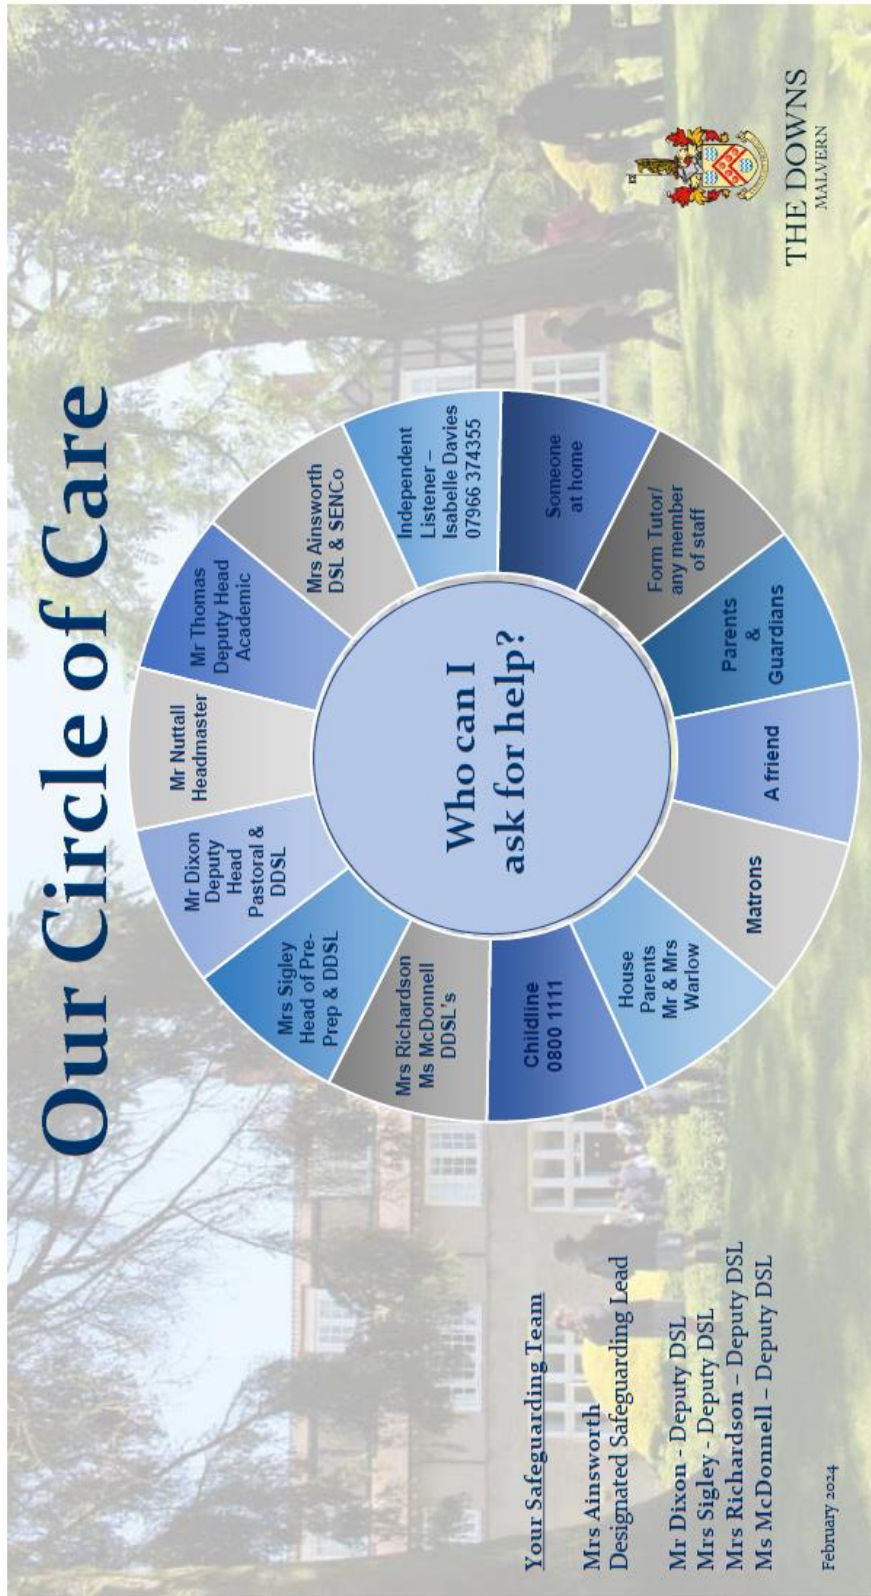 Our Circle of Care
Who can I
ask for help?
Mr Nuttall
Headmaster
Mr Thomas
Deputy Head
Academic
Mrs Ainsworth
DSL & SENCo
Independent
Listener –
Isabelle Davies
07966 374355
Someone
at home
Form Tutor/
any member
of staff
Parents
&
Guardians
A friend
Matrons
House
Parents
Mr & Mrs
Warlow
Childline
0800 1111
Mrs Richardson
Ms McDonnell
DDSL's
Mrs Sigley
Head of Pre-
Prep & DDSL
Mr Dixon
Deputy
Head
Pastoral &
DDSL
Your Safeguarding Team
Mrs Ainsworth
Designated Safeguarding Lead
Mr Dixon - Deputy DSL
Mrs Sigley - Deputy DSL
Mrs Richardson – Deputy DSL
Ms McDonnell – Deputy DSL
February 2024
THE DOWNS
MALVERN